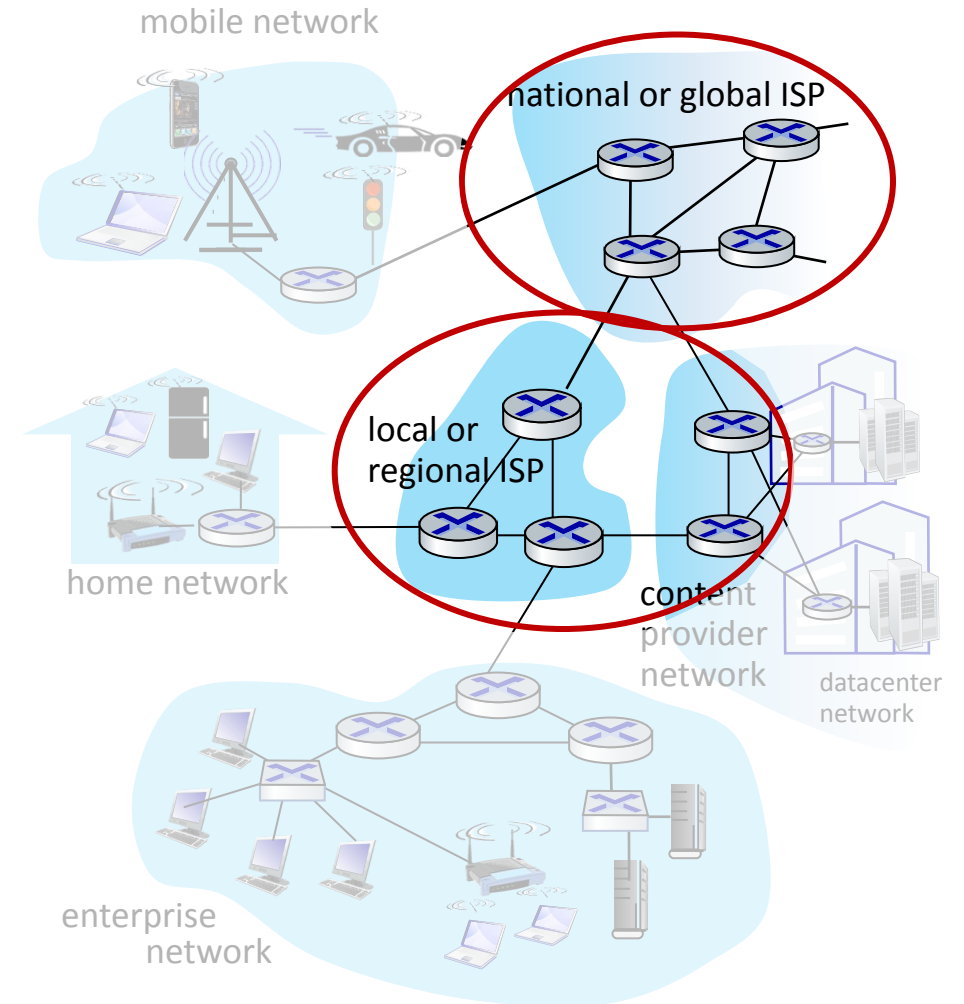 mobile network
national or global ISP
local or
regional ISP
home network
content
provider
network
datacenter
network
enterprise
network